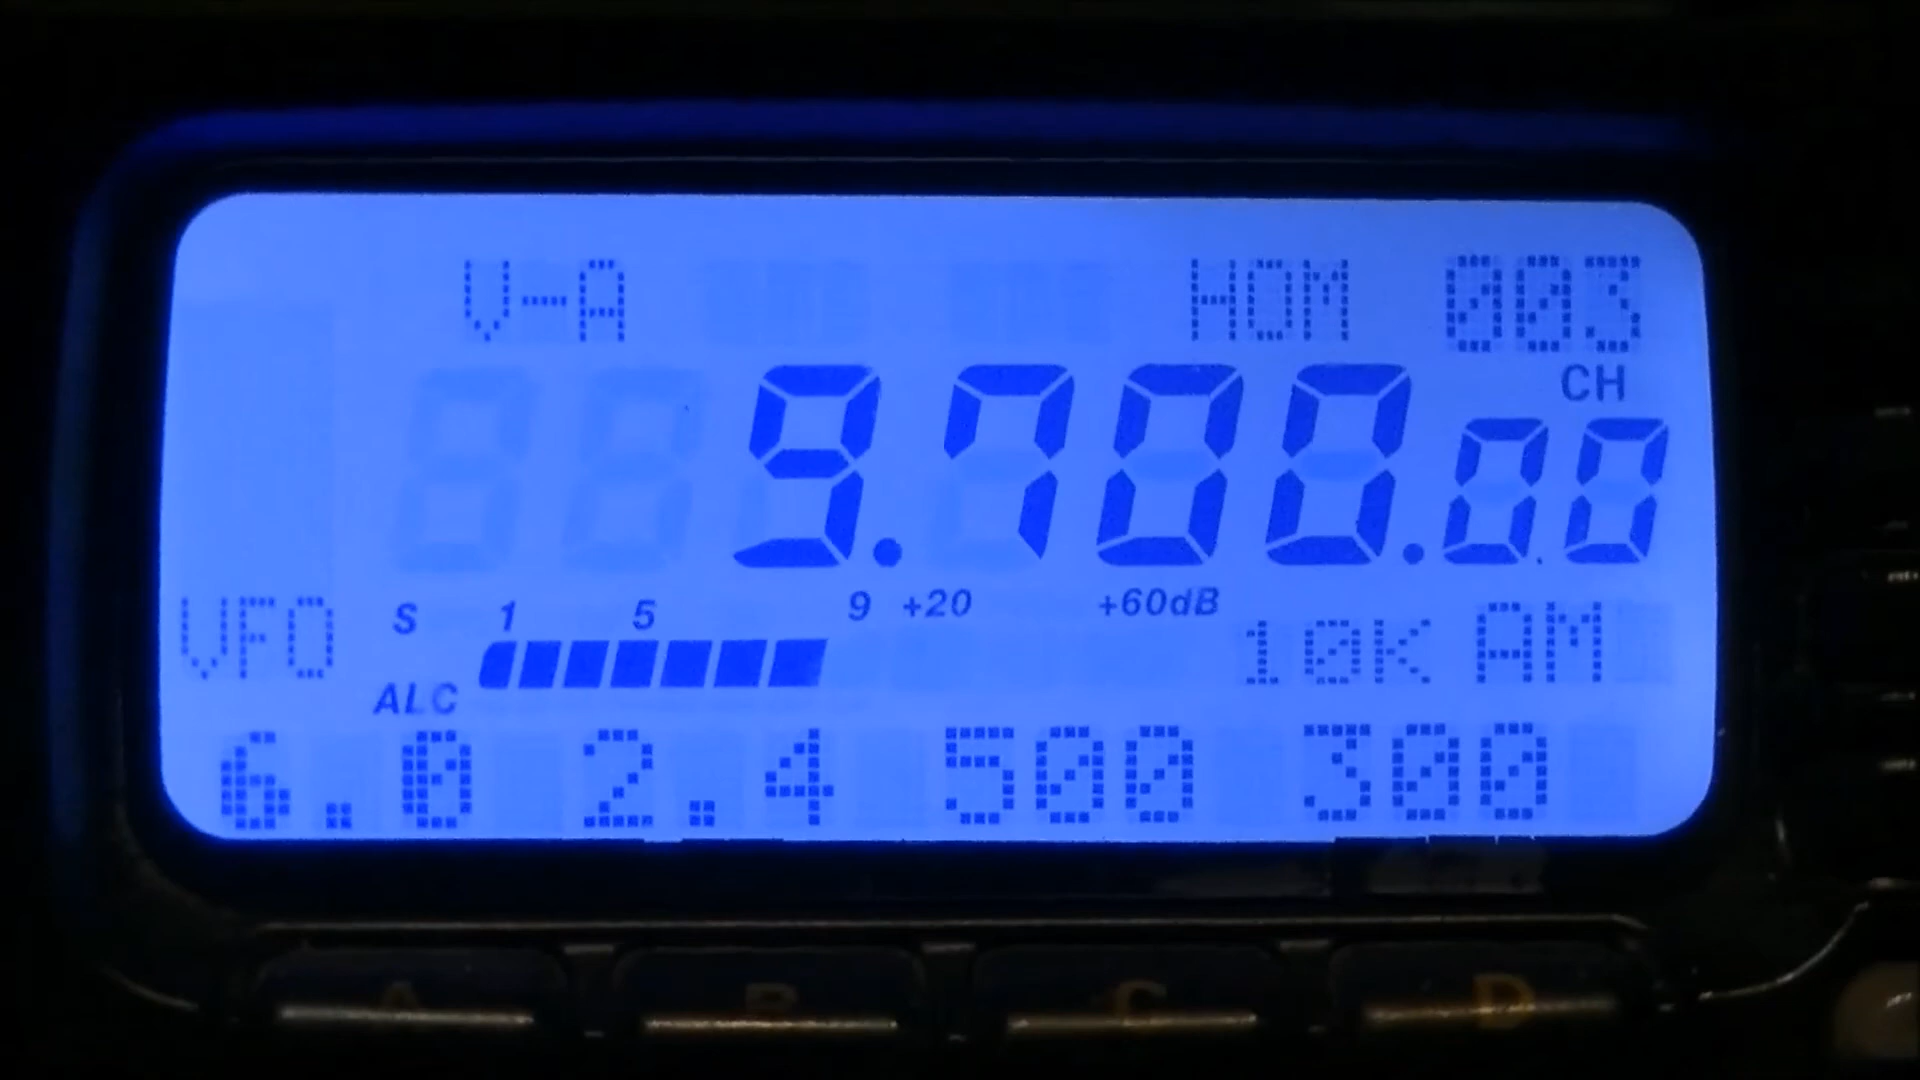 V-A HOM 003
CH
9.700.00
S 1 5 9 +20 +60dB
VFO 10K AM
ALC
6.0 2.4 500 300
A B C D